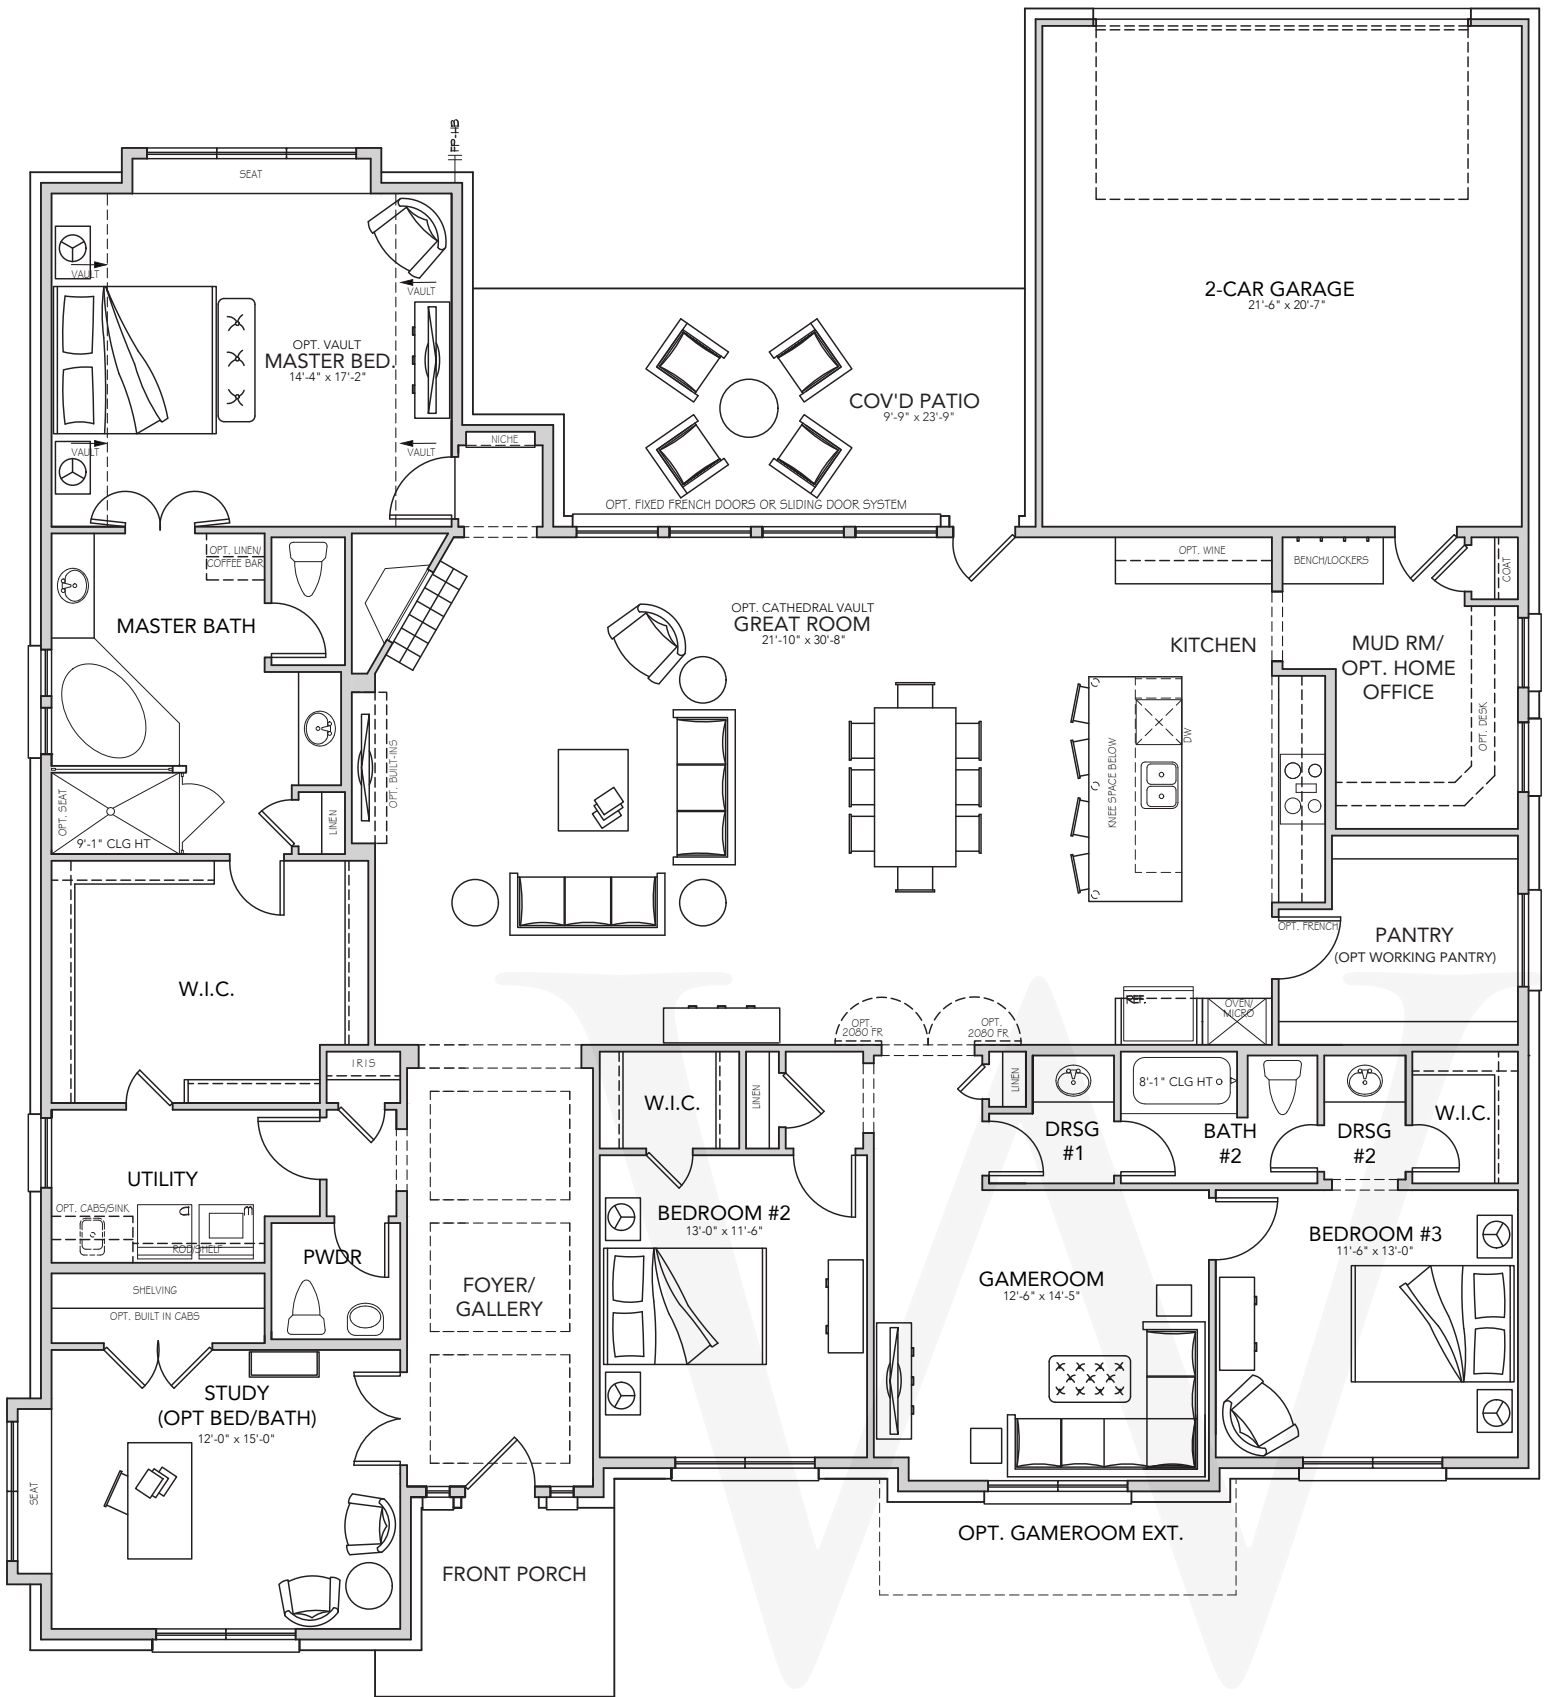 FP-HB
SEAT
VAULT
VAULT
OPT. VAULT
MASTER BED.
14'-4" x 17'-2"
VAULT
VAULT
NICHE
2-CAR GARAGE
21'-6" x 20'-7"
COV'D PATIO
9'-9" x 23'-9"
OPT. FIXED FRENCH DOORS OR SLIDING DOOR SYSTEM
OPT. LINEN/
COFFEE BAR
MASTER BATH
OPT. SEAT
9'-1" CLG HT
LINEN
OPT. BUILT-INS
OPT. CATHEDRAL VAULT
GREAT ROOM
21'-10" x 30'-8"
OPT. WINE
KITCHEN
KNEE SPACE BELOW
DW
BENCH/LOCKERS
COAT
MUD RM/
OPT. HOME
OFFICE
OPT. DESK
OPT. FRENCH
PANTRY
(OPT WORKING PANTRY)
REF.
OVEN/
MICRO
W.I.C.
IRIS
OPT.
2080 FR
OPT.
2080 FR
W.I.C.
LINEN
LINEN
DRSG
#1
8'-1" CLG HT
BATH
#2
DRSG
#2
W.I.C.
UTILITY
OPT. CABS/SINK
D
W
ROD/SHELF
PWDR
SHELVING
OPT. BUILT IN CABS
FOYER/
GALLERY
BEDROOM #2
13'-0" x 11'-6"
GAMEROOM
12'-6" x 14'-5"
BEDROOM #3
11'-6" x 13'-0"
STUDY
(OPT BED/BATH)
12'-0" x 15'-0"
SEAT
FRONT PORCH
OPT. GAMEROOM EXT.
W